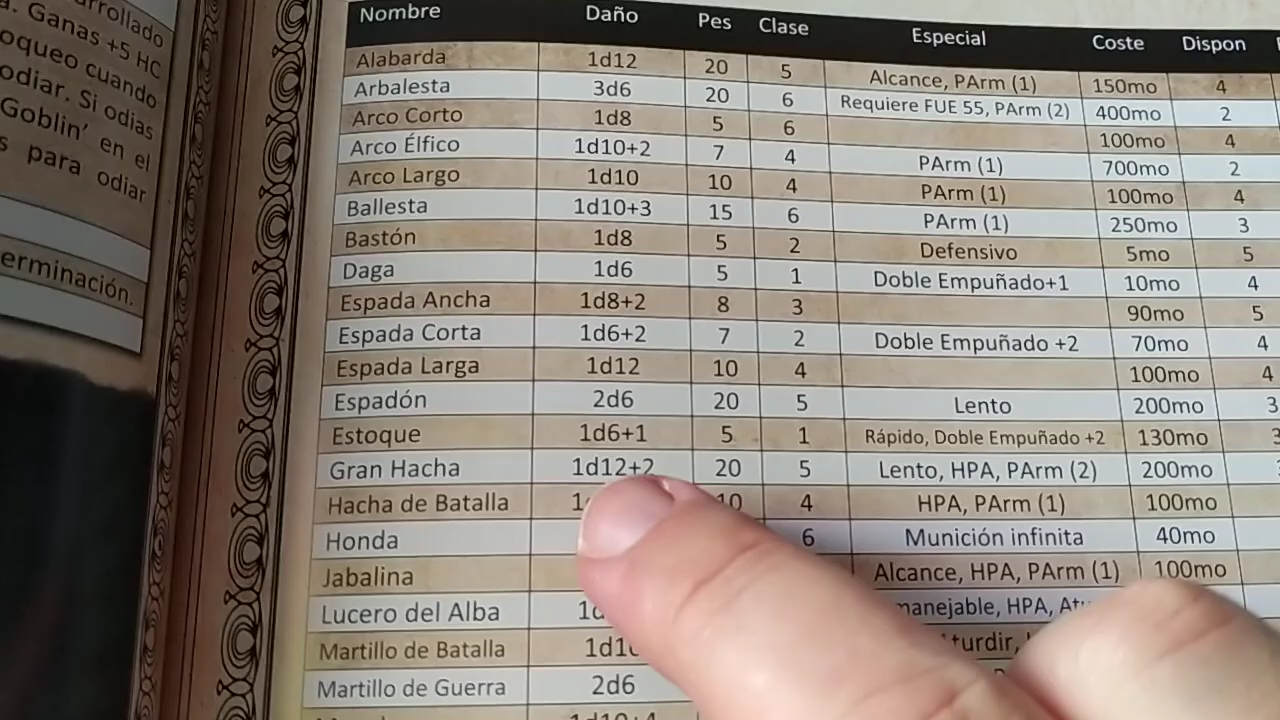 rrollado
. Ganas +5 HC
oqueo cuando
odiar. Si odias
Goblin' en el
s para odiar
erminación.
Nombre Daño Pes Clase Especial Coste Dispon
Alabarda 1d12 20 5 Alcance, PArm (1) 150mo 4
Arbalesta 3d6 20 6 Requiere FUE 55, PArm (2) 400mo 2
Arco Corto 1d8 5 6 100mo 4
Arco Élfico 1d10+2 7 4 PArm (1) 700mo 2
Arco Largo 1d10 10 4 PArm (1) 100mo 4
Ballesta 1d10+3 15 6 PArm (1) 250mo 3
Bastón 1d8 5 2 Defensivo 5mo 5
Daga 1d6 5 1 Doble Empuñado+1 10mo 4
Espada Ancha 1d8+2 8 3 90mo 5
Espada Corta 1d6+2 7 2 Doble Empuñado +2 70mo 4
Espada Larga 1d12 10 4 100mo 4
Espadón 2d6 20 5 Lento 200mo 3
Estoque 1d6+1 5 1 Rápido, Doble Empuñado +2 130mo 3
Gran Hacha 1d12+2 20 5 Lento, HPA, PArm (2) 200mo
Hacha de Batalla 10 4 HPA, PArm (1) 100mo
Honda 6 Munición infinita 40mo
Jabalina Alcance, HPA, PArm (1) 100mo
Lucero del Alba manejable, HPA,
Martillo de Batalla 1d10 turdir,
Martillo de Guerra 2d6
1d10+4